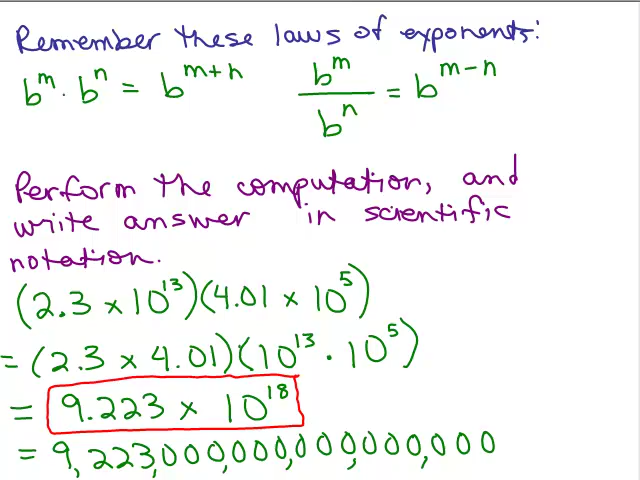 Remember these laws of exponents:
b^m · b^n = b^(m+n)    b^m / b^n = b^(m-n)
Perform the computation, and
write answer in scientific
notation.
(2.3 × 10^13)(4.01 × 10^5)
= (2.3 × 4.01)(10^13 · 10^5)
= 9.223 × 10^18
= 9,223,000,000,000,000,000